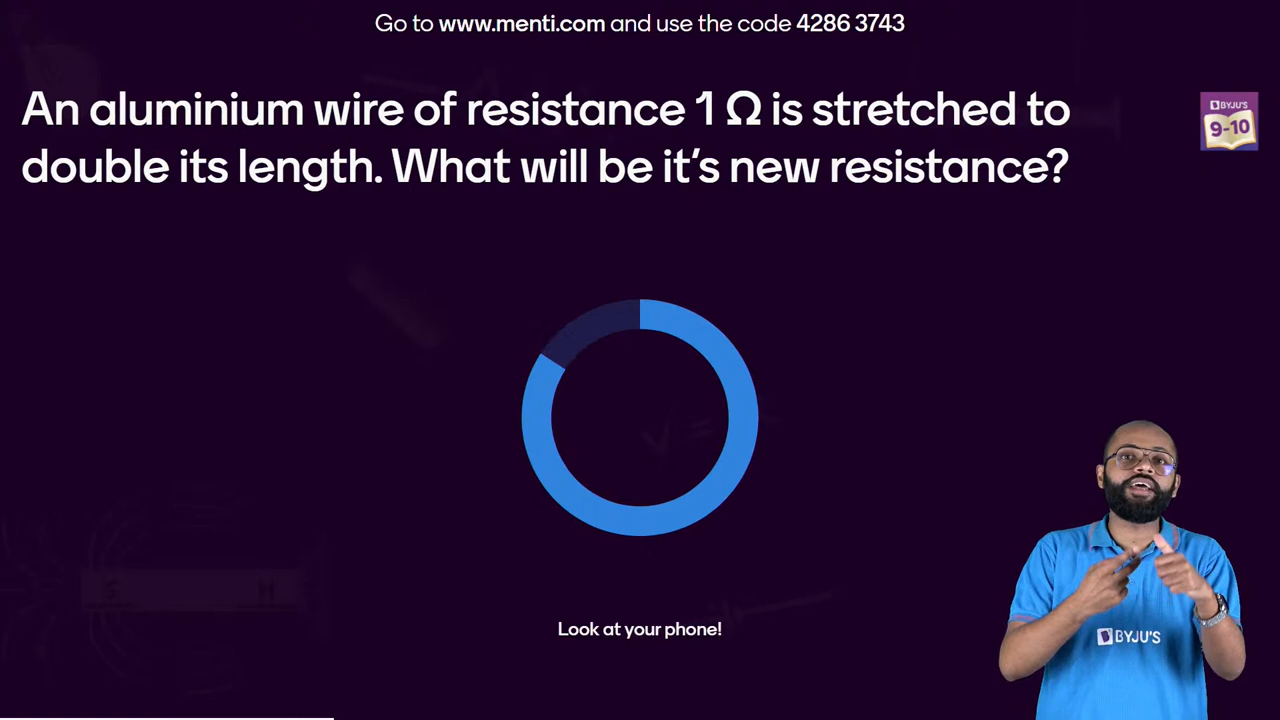 Go to www.menti.com and use the code 4286 3743
An aluminium wire of resistance 1 Ω is stretched to
double its length. What will be it’s new resistance?
BYJU'S
9-10
Look at your phone!
BYJU'S